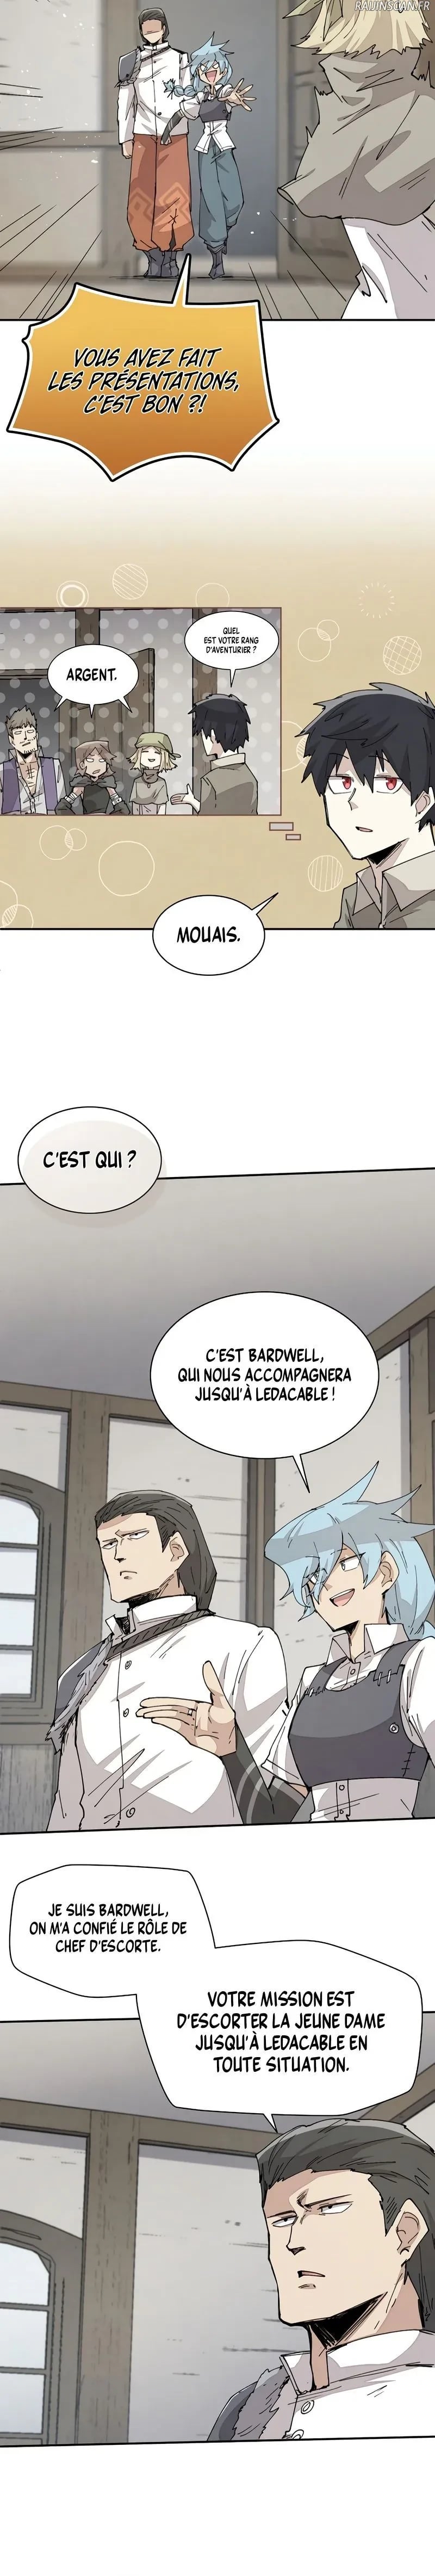 RAIJINSCAN.FR
VOUS AVEZ FAIT
LES PRÉSENTATIONS,
C'EST BON ?!
QUEL
EST VOTRE RANG
D'AVENTURIER ?
ARGENT.
MOUAIS.
C'EST QUI ?
C'EST BARDWELL,
QUI NOUS ACCOMPAGNERA
JUSQU'À LEDACABLE !
JE SUIS BARDWELL,
ON M'A CONFIÉ LE RÔLE DE
CHEF D'ESCORTE.
VOTRE MISSION EST
D'ESCORTER LA JEUNE DAME
JUSQU'À LEDACABLE EN
TOUTE SITUATION.